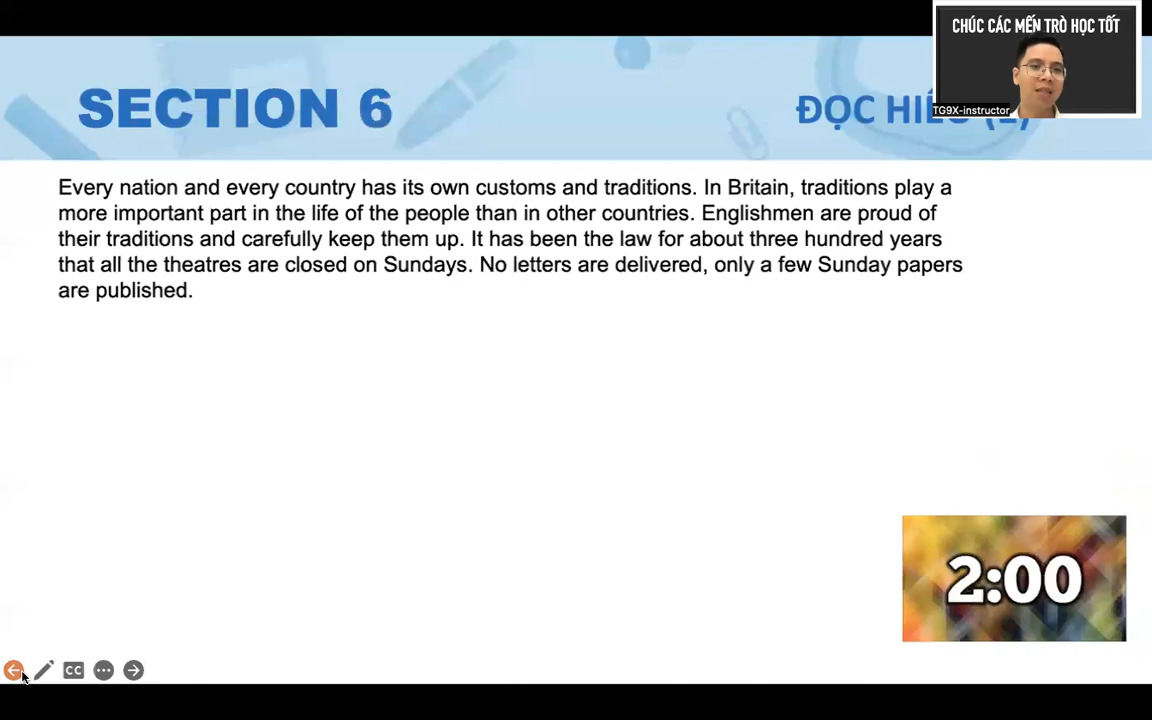 CHÚC CÁC MẾN TRÒ HỌC TỐT
TG9X-instructor
SECTION 6
ĐỌC
Every nation and every country has its own customs and traditions. In Britain, traditions play a
more important part in the life of the people than in other countries. Englishmen are proud of
their traditions and carefully keep them up. It has been the law for about three hundred years
that all the theatres are closed on Sundays. No letters are delivered, only a few Sunday papers
are published.
2:00
CC